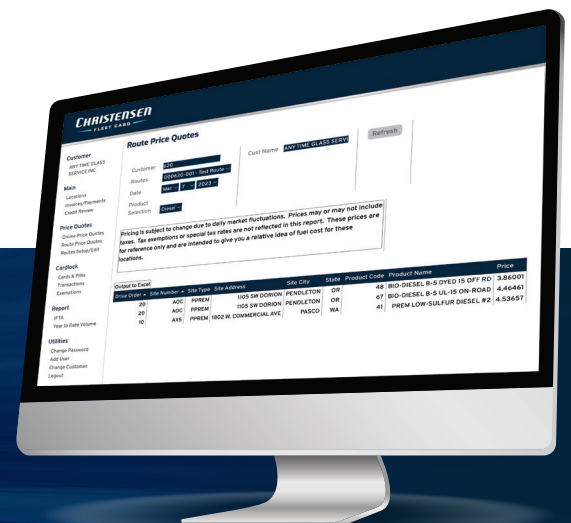 CHRISTENSEN
FLEET CARD
Route Price Quotes
Customer 620
Cust Name ANY TIME GLASS SERVI
Refresh
Routes 000620-001 - Test Route
Date Mar 7 2023
Product Selection Diesel
Customer
ANY TIME GLASS
SERVICE INC
Main
Locations
Invoices/Payments
Credit Review
Price Quotes
Online Price Quotes
Route Price Quotes
Routes Setup/Edit
Cardlock
Cards & PINs
Transactions
Exemptions
Report
IFTA
Year to Date Volume
Utilities
Change Password
Add User
Change Customer
Logout
Pricing is subject to change due to daily market fluctuations. Prices may or may not include
taxes. Tax exemptions or special tax rates are not reflected in this report. These prices are
for reference only and are intended to give you a relative idea of fuel cost for these
locations.
Output to Excel
Drive Order Site Number Site Type Site Address Site City State Product Code Product Name Price
20 AOC PPREM 1105 SW DORION PENDLETON OR 48 BIO-DIESEL B-5 DYED 15 OFF RD 3.86001
20 AOC PPREM 1105 SW DORION PENDLETON OR 67 BIO-DIESEL B-5 UL-15 ON-ROAD 4.46461
10 AXS PPREM 1802 W. COMMERCIAL AVE PASCO WA 41 PREM LOW-SULFUR DIESEL #2 4.53657